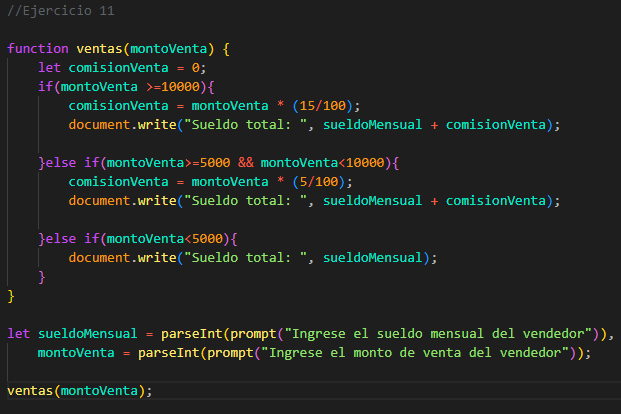 //Ejercicio 11
function ventas(montoVenta) {
let comisionVenta = 0;
if(montoVenta >=10000){
comisionVenta = montoVenta * (15/100);
document.write("Sueldo total: ", sueldoMensual + comisionVenta);
}else if(montoVenta>=5000 && montoVenta<10000){
comisionVenta = montoVenta * (5/100);
document.write("Sueldo total: ", sueldoMensual + comisionVenta);
}else if(montoVenta<5000){
document.write("Sueldo total: ", sueldoMensual);
}
}
let sueldoMensual = parseInt(prompt("Ingrese el sueldo mensual del vendedor")),
montoVenta = parseInt(prompt("Ingrese el monto de venta del vendedor"));
ventas(montoVenta);